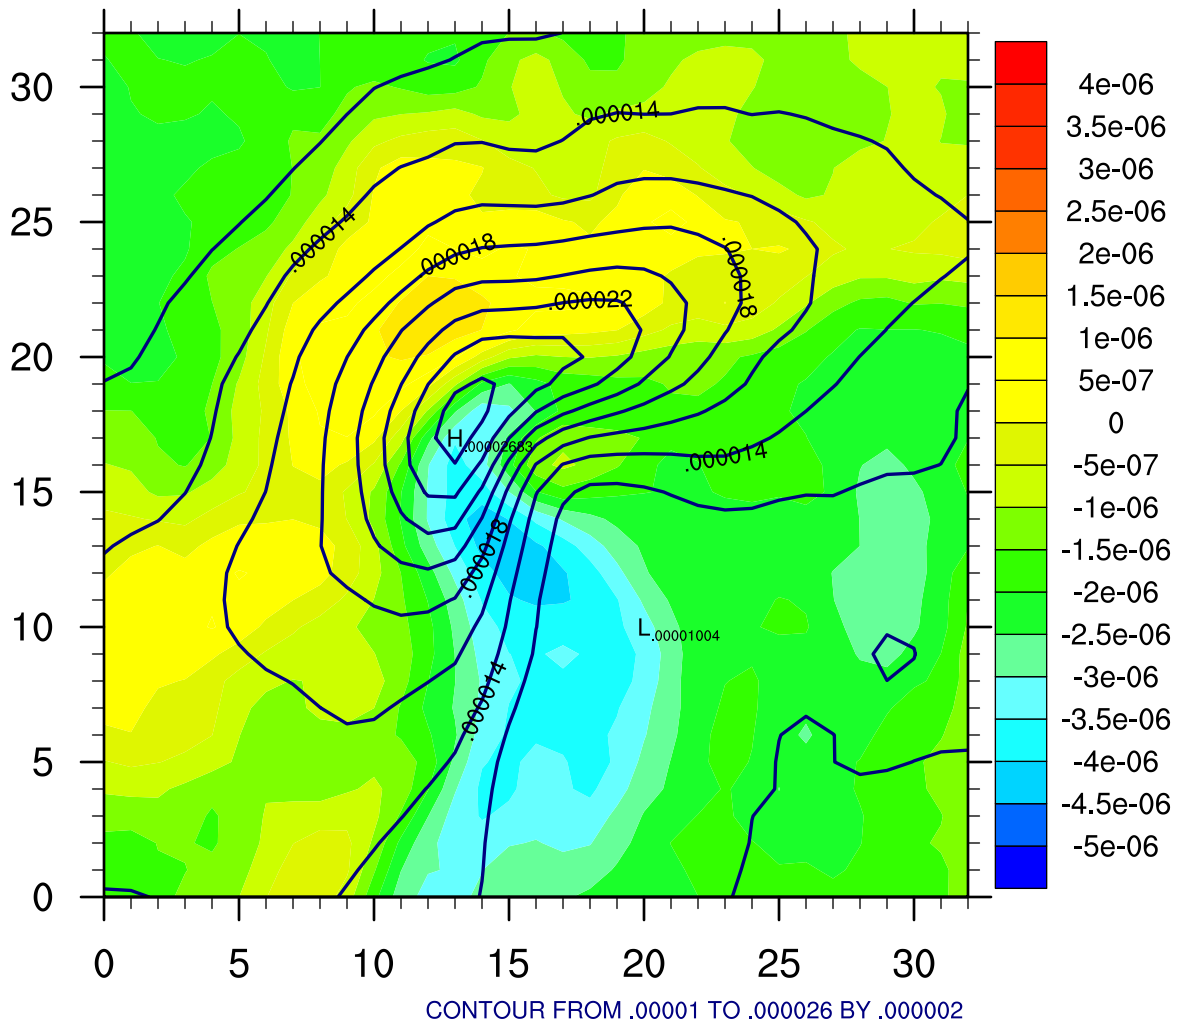 30
25
20
15
10
5
0
0 5 10 15 20 25 30
.000014
.000014
.000018
.000018
.000022
H.00002683
.000014
.000018
L.00001004
.000014
4e-06
3.5e-06
3e-06
2.5e-06
2e-06
1.5e-06
1e-06
5e-07
0
-5e-07
-1e-06
-1.5e-06
-2e-06
-2.5e-06
-3e-06
-3.5e-06
-4e-06
-4.5e-06
-5e-06
CONTOUR FROM .00001 TO .000026 BY .000002